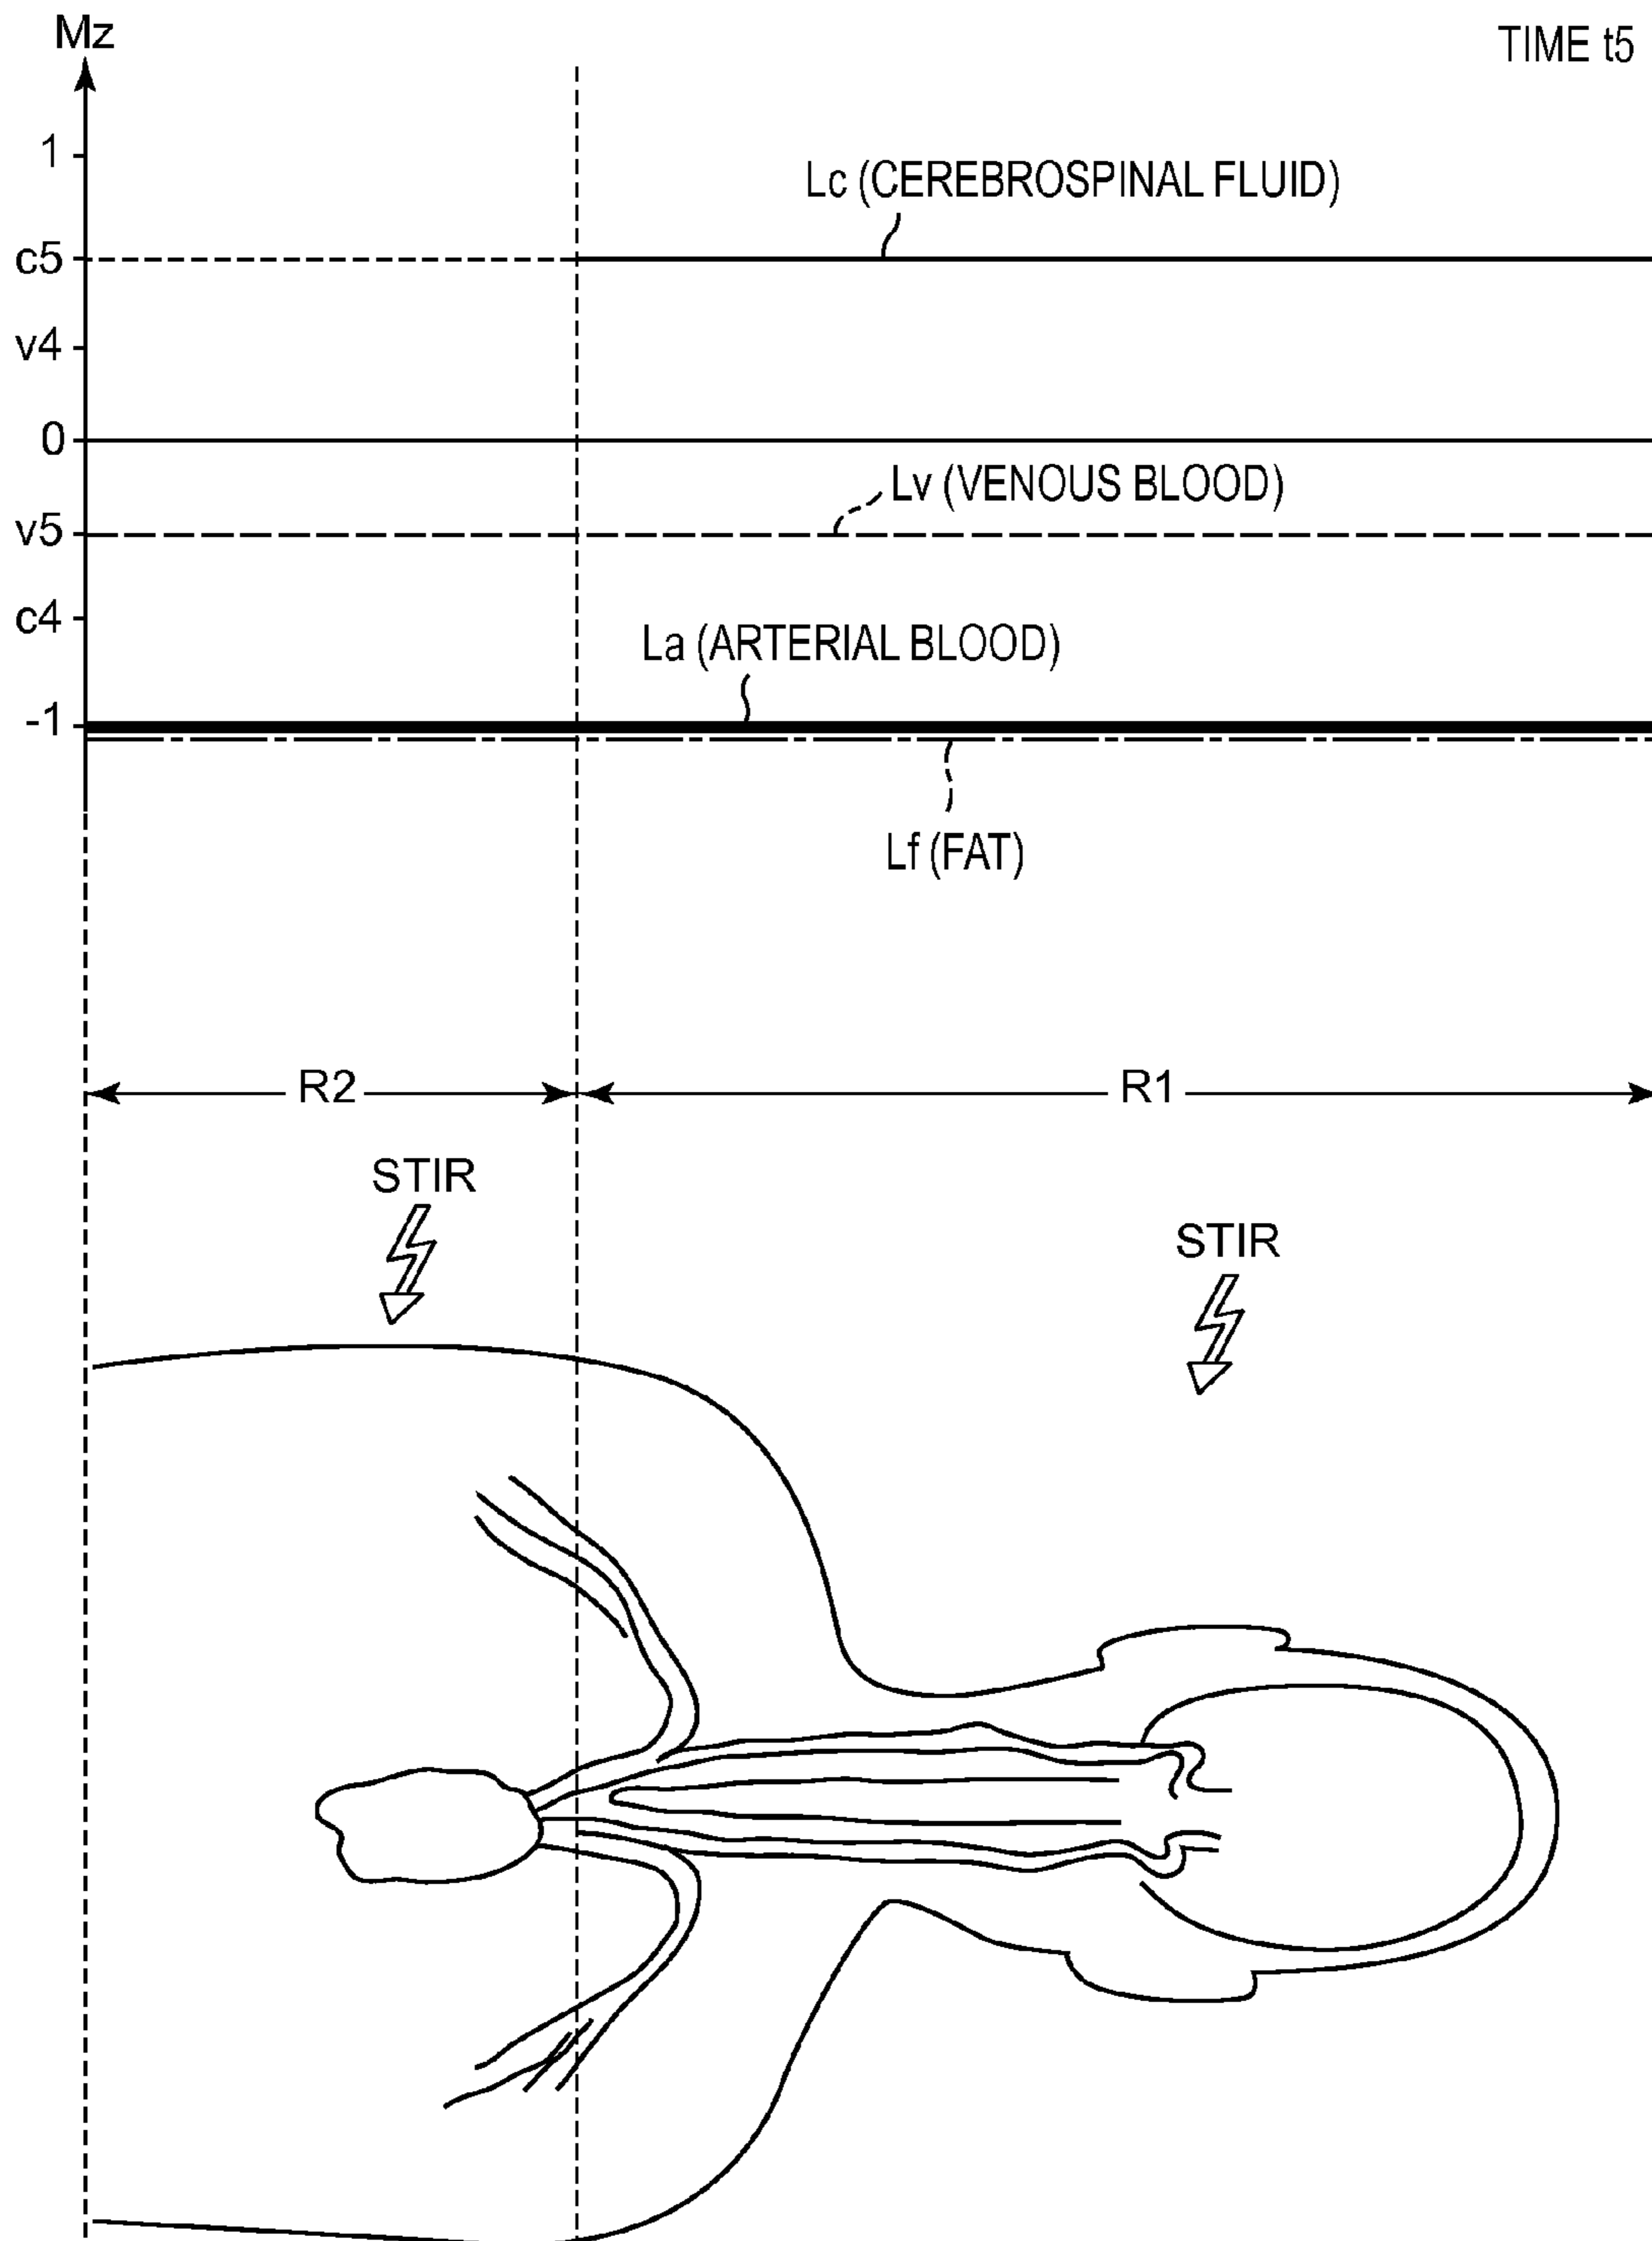 Mz
TIME t5
1
Lc (CEREBROSPINAL FLUID)
c5
v4
0
Lv (VENOUS BLOOD)
v5
c4
La (ARTERIAL BLOOD)
-1
Lf (FAT)
R2
R1
STIR
STIR